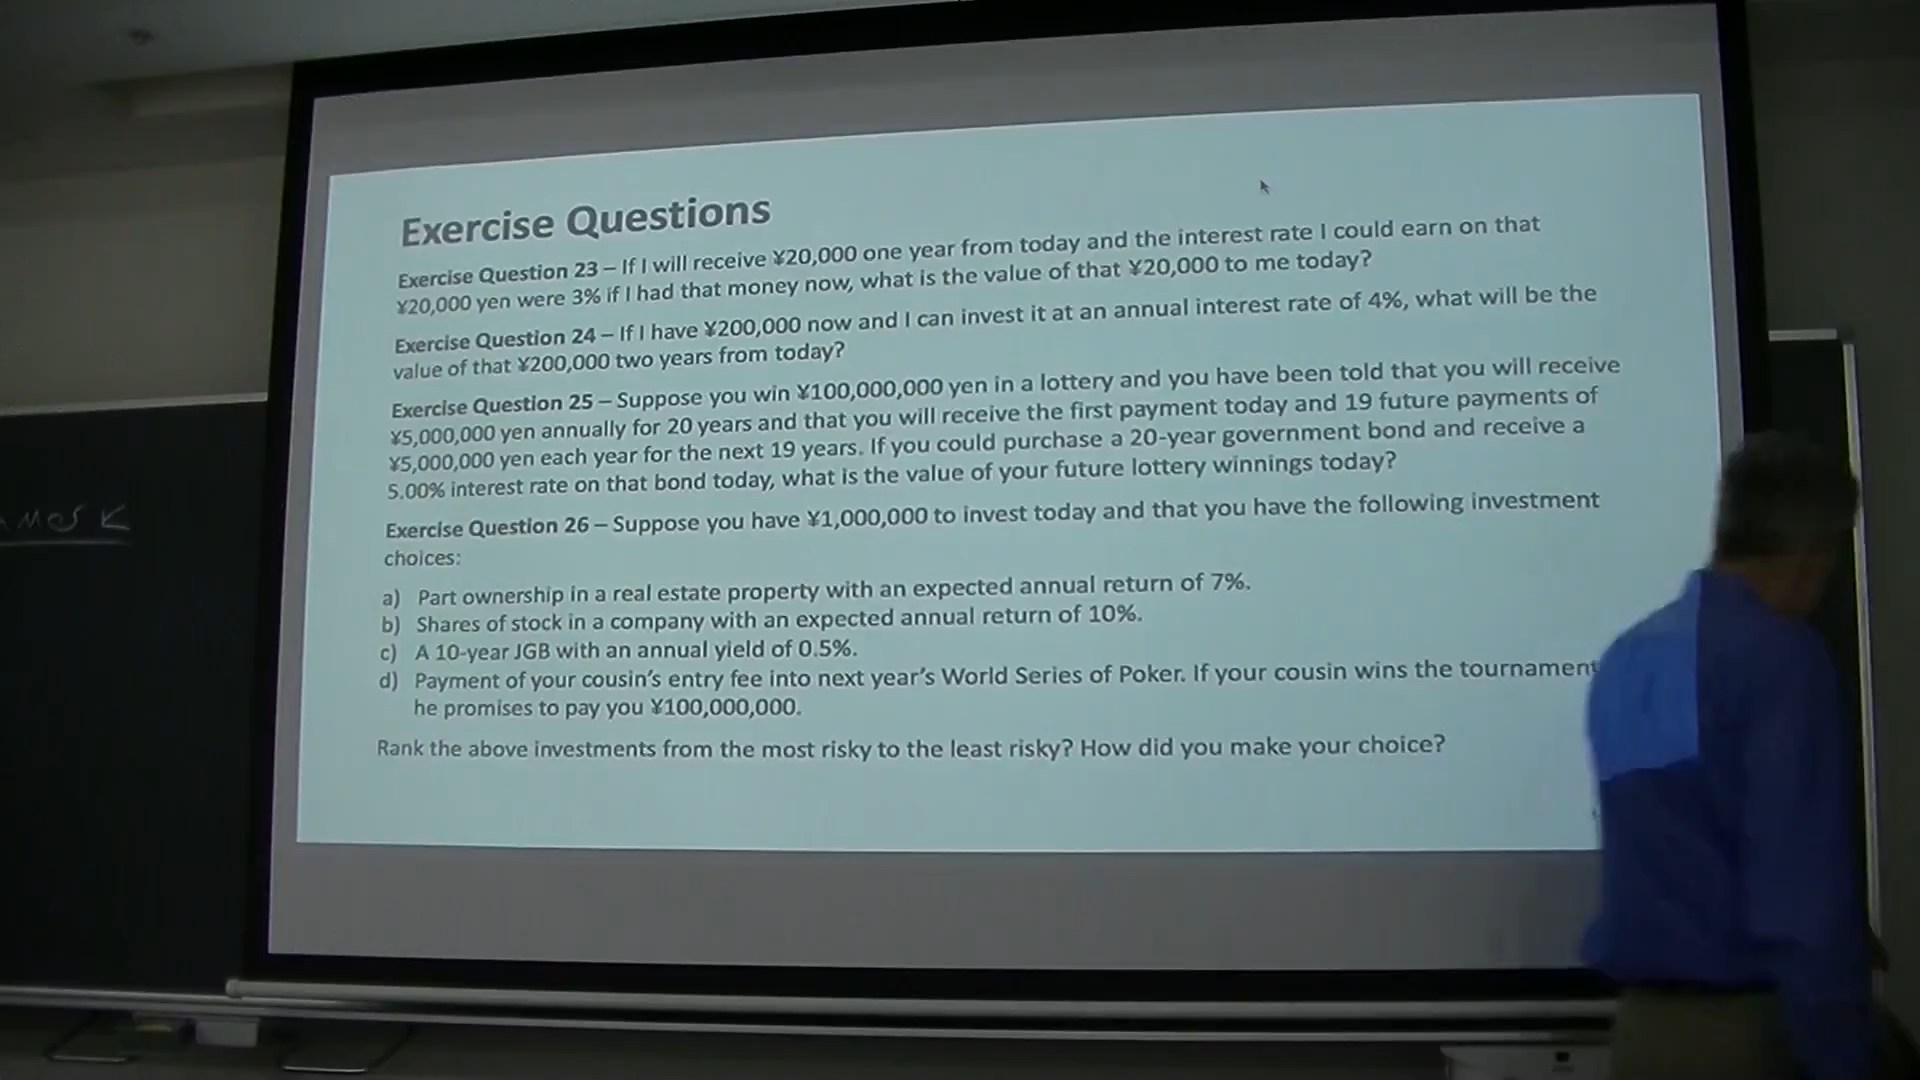 Exercise Questions
Exercise Question 23 – If I will receive ¥20,000 one year from today and the interest rate I could earn on that
¥20,000 yen were 3% if I had that money now, what is the value of that ¥20,000 to me today?
Exercise Question 24 – If I have ¥200,000 now and I can invest it at an annual interest rate of 4%, what will be the
value of that ¥200,000 two years from today?
Exercise Question 25 – Suppose you win ¥100,000,000 yen in a lottery and you have been told that you will receive
¥5,000,000 yen annually for 20 years and that you will receive the first payment today and 19 future payments of
¥5,000,000 yen each year for the next 19 years. If you could purchase a 20-year government bond and receive a
5.00% interest rate on that bond today, what is the value of your future lottery winnings today?
Exercise Question 26 – Suppose you have ¥1,000,000 to invest today and that you have the following investment
choices:
a) Part ownership in a real estate property with an expected annual return of 7%.
b) Shares of stock in a company with an expected annual return of 10%.
c) A 10-year JGB with an annual yield of 0.5%.
d) Payment of your cousin's entry fee into next year's World Series of Poker. If your cousin wins the tournament
he promises to pay you ¥100,000,000.
Rank the above investments from the most risky to the least risky? How did you make your choice?